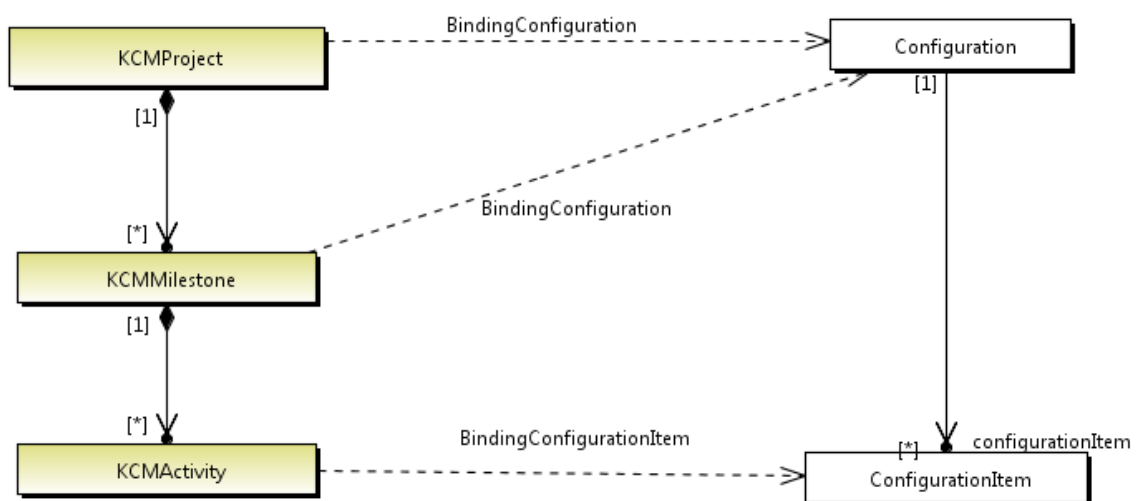 BindingConfiguration
KCMProject
Configuration
[1]
[1]
BindingConfiguration
[*]
KCMMilestone
[1]
[*]
BindingConfigurationItem
[*]
configurationItem
KCMActivity
ConfigurationItem